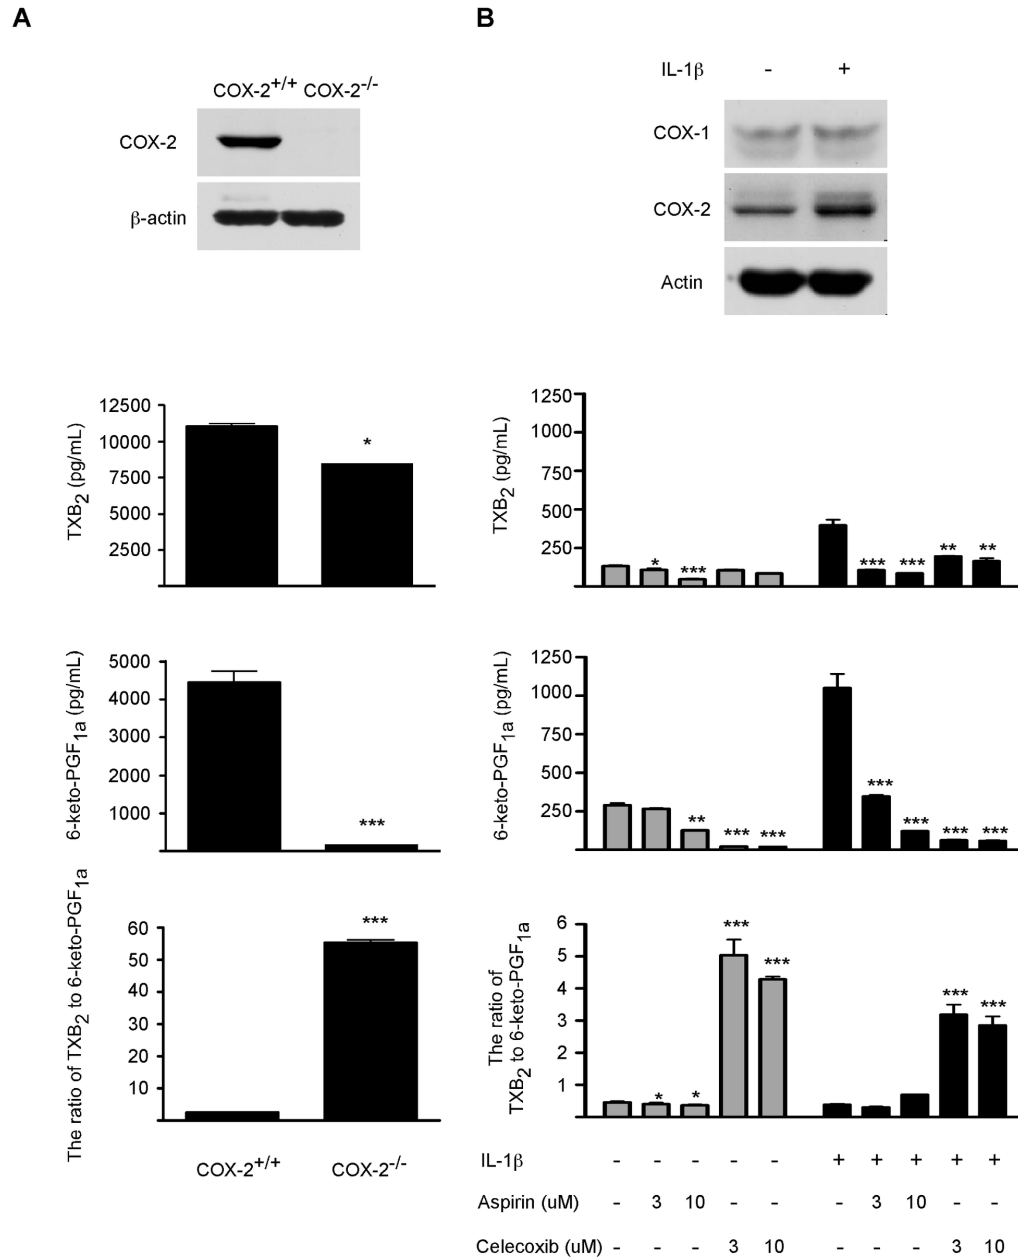 A
COX-2+/+ COX-2-/-
COX-2
β-actin
12500
10000
7500
5000
2500
TXB2 (pg/mL)
*
5000
4000
3000
2000
1000
6-keto-PGF1a (pg/mL)
***
60
50
40
30
20
10
The ratio of TXB2 to 6-keto-PGF1a
***
COX-2+/+ COX-2-/-
B
IL-1β - +
COX-1
COX-2
Actin
1250
1000
750
500
250
TXB2 (pg/mL)
* *** *** *** ** **
1250
1000
750
500
250
6-keto-PGF1a (pg/mL)
** *** *** *** *** *** ***
6
5
4
3
2
1
The ratio of
TXB2 to 6-keto-PGF1a
* * *** *** *** ***
IL-1β - - - - - + + + + +
Aspirin (uM) - 3 10 - - - 3 10 - -
Celecoxib (uM) - - - 3 10 - - - 3 10